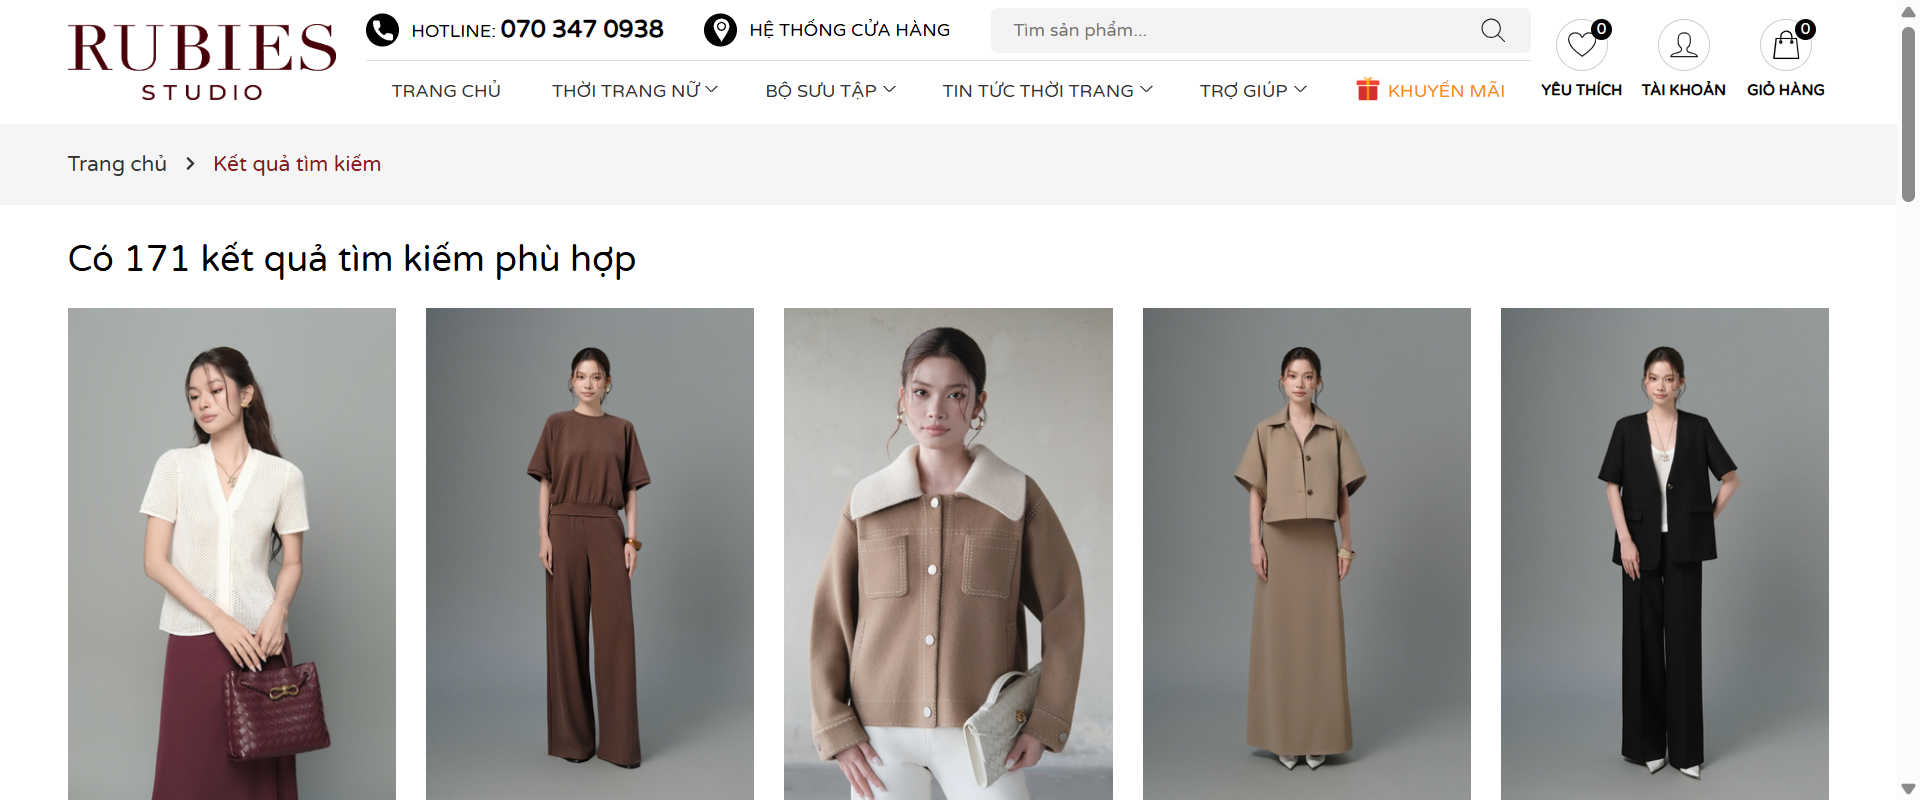 RUBIES
STUDIO
HOTLINE: 070 347 0938
HỆ THỐNG CỬA HÀNG
Tìm sản phẩm...
0
0
YÊU THÍCH
TÀI KHOẢN
GIỎ HÀNG
TRANG CHỦ
THỜI TRANG NỮ
BỘ SƯU TẬP
TIN TỨC THỜI TRANG
TRỢ GIÚP
KHUYẾN MÃI
Trang chủ
Kết quả tìm kiếm
Có 171 kết quả tìm kiếm phù hợp